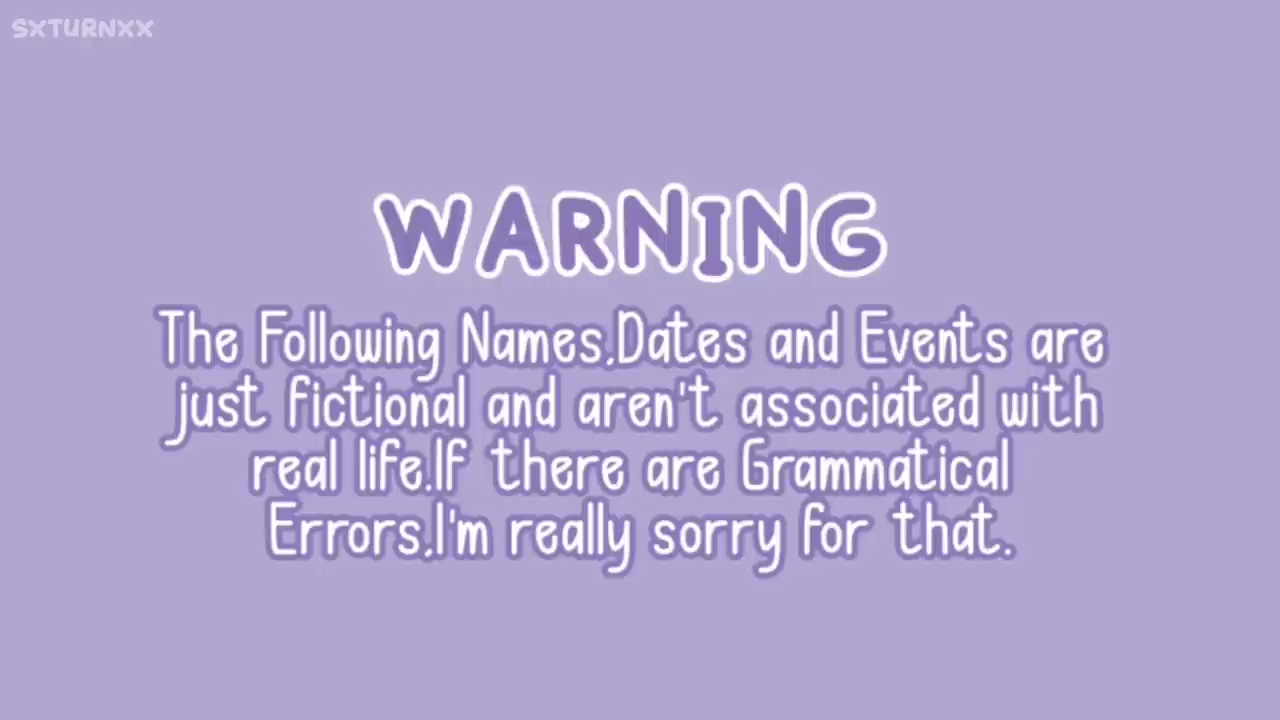 SXTURNXX
WARNING
The Following Names,Dates and Events are
just fictional and aren't associated with
real life.If there are Grammatical
Errors,I'm really sorry for that.